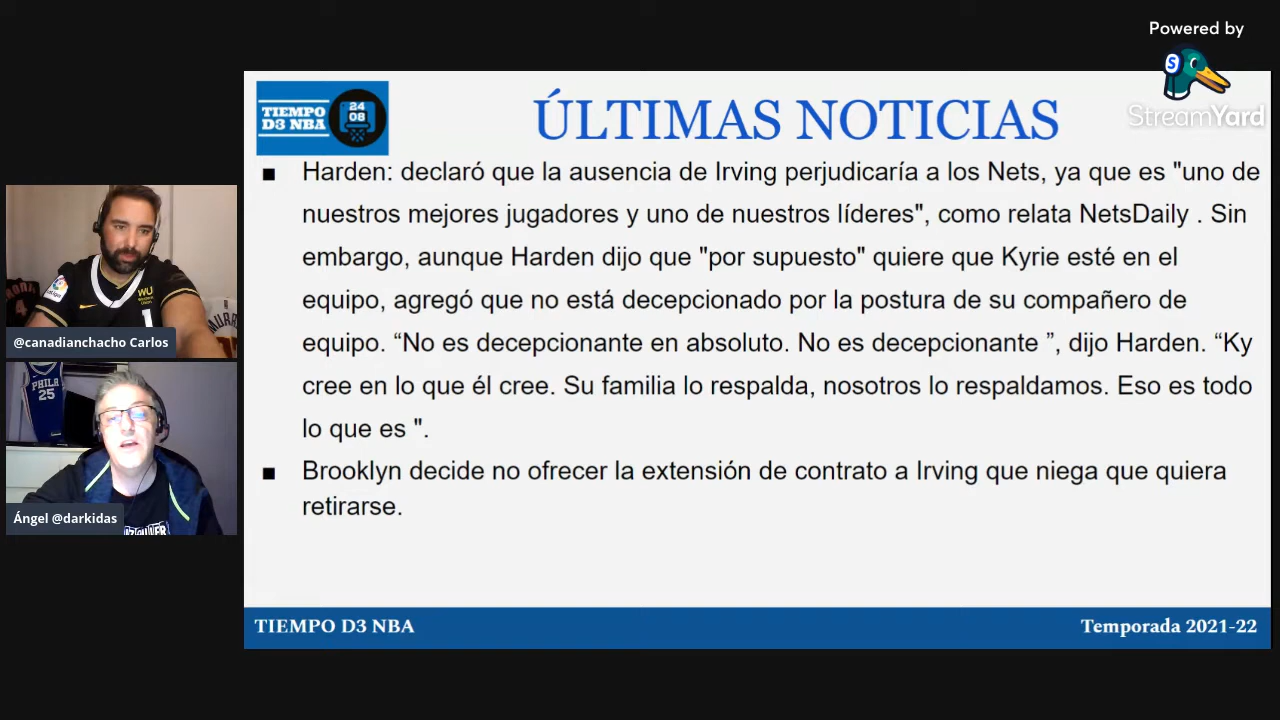 Powered by
StreamYard
S
TIEMPO
D3 NBA
24
08
ÚLTIMAS NOTICIAS
■ Harden: declaró que la ausencia de Irving perjudicaría a los Nets, ya que es "uno de
nuestros mejores jugadores y uno de nuestros líderes", como relata NetsDaily . Sin
embargo, aunque Harden dijo que "por supuesto" quiere que Kyrie esté en el
equipo, agregó que no está decepcionado por la postura de su compañero de
equipo. “No es decepcionante en absoluto. No es decepcionante ”, dijo Harden. “Ky
cree en lo que él cree. Su familia lo respalda, nosotros lo respaldamos. Eso es todo
lo que es ".
■ Brooklyn decide no ofrecer la extensión de contrato a Irving que niega que quiera
retirarse.
WU
1
@canadianchacho Carlos
PHILA
25
Ángel @darkidas
TIEMPO D3 NBA
Temporada 2021-22